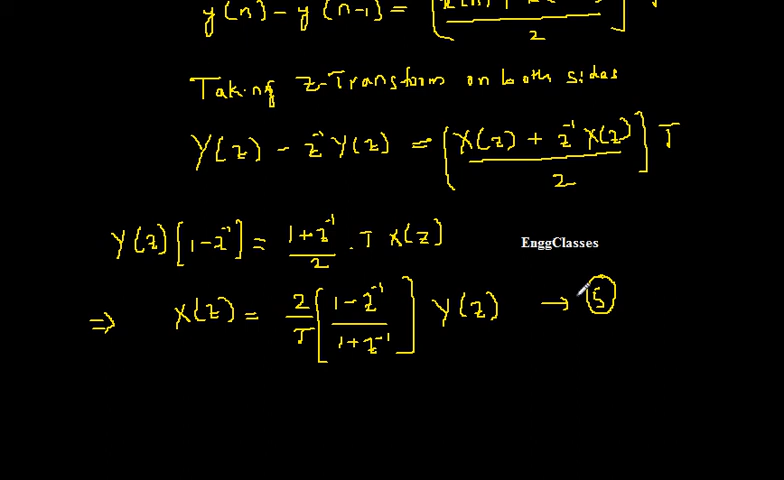 y(n) - y(n-1) = [ / 2 ] T
Taking z-Transform on both sides
Y(z) - z⁻¹ Y(z) = [ (X(z) + z⁻¹ X(z)) / 2 ] T
Y(z) [1 - z⁻¹] = (1 + z⁻¹)/2 . T X(z)
EnggClasses
⇒ X(z) = 2/T [ (1 - z⁻¹) / (1 + z⁻¹) ] Y(z) → ⑤